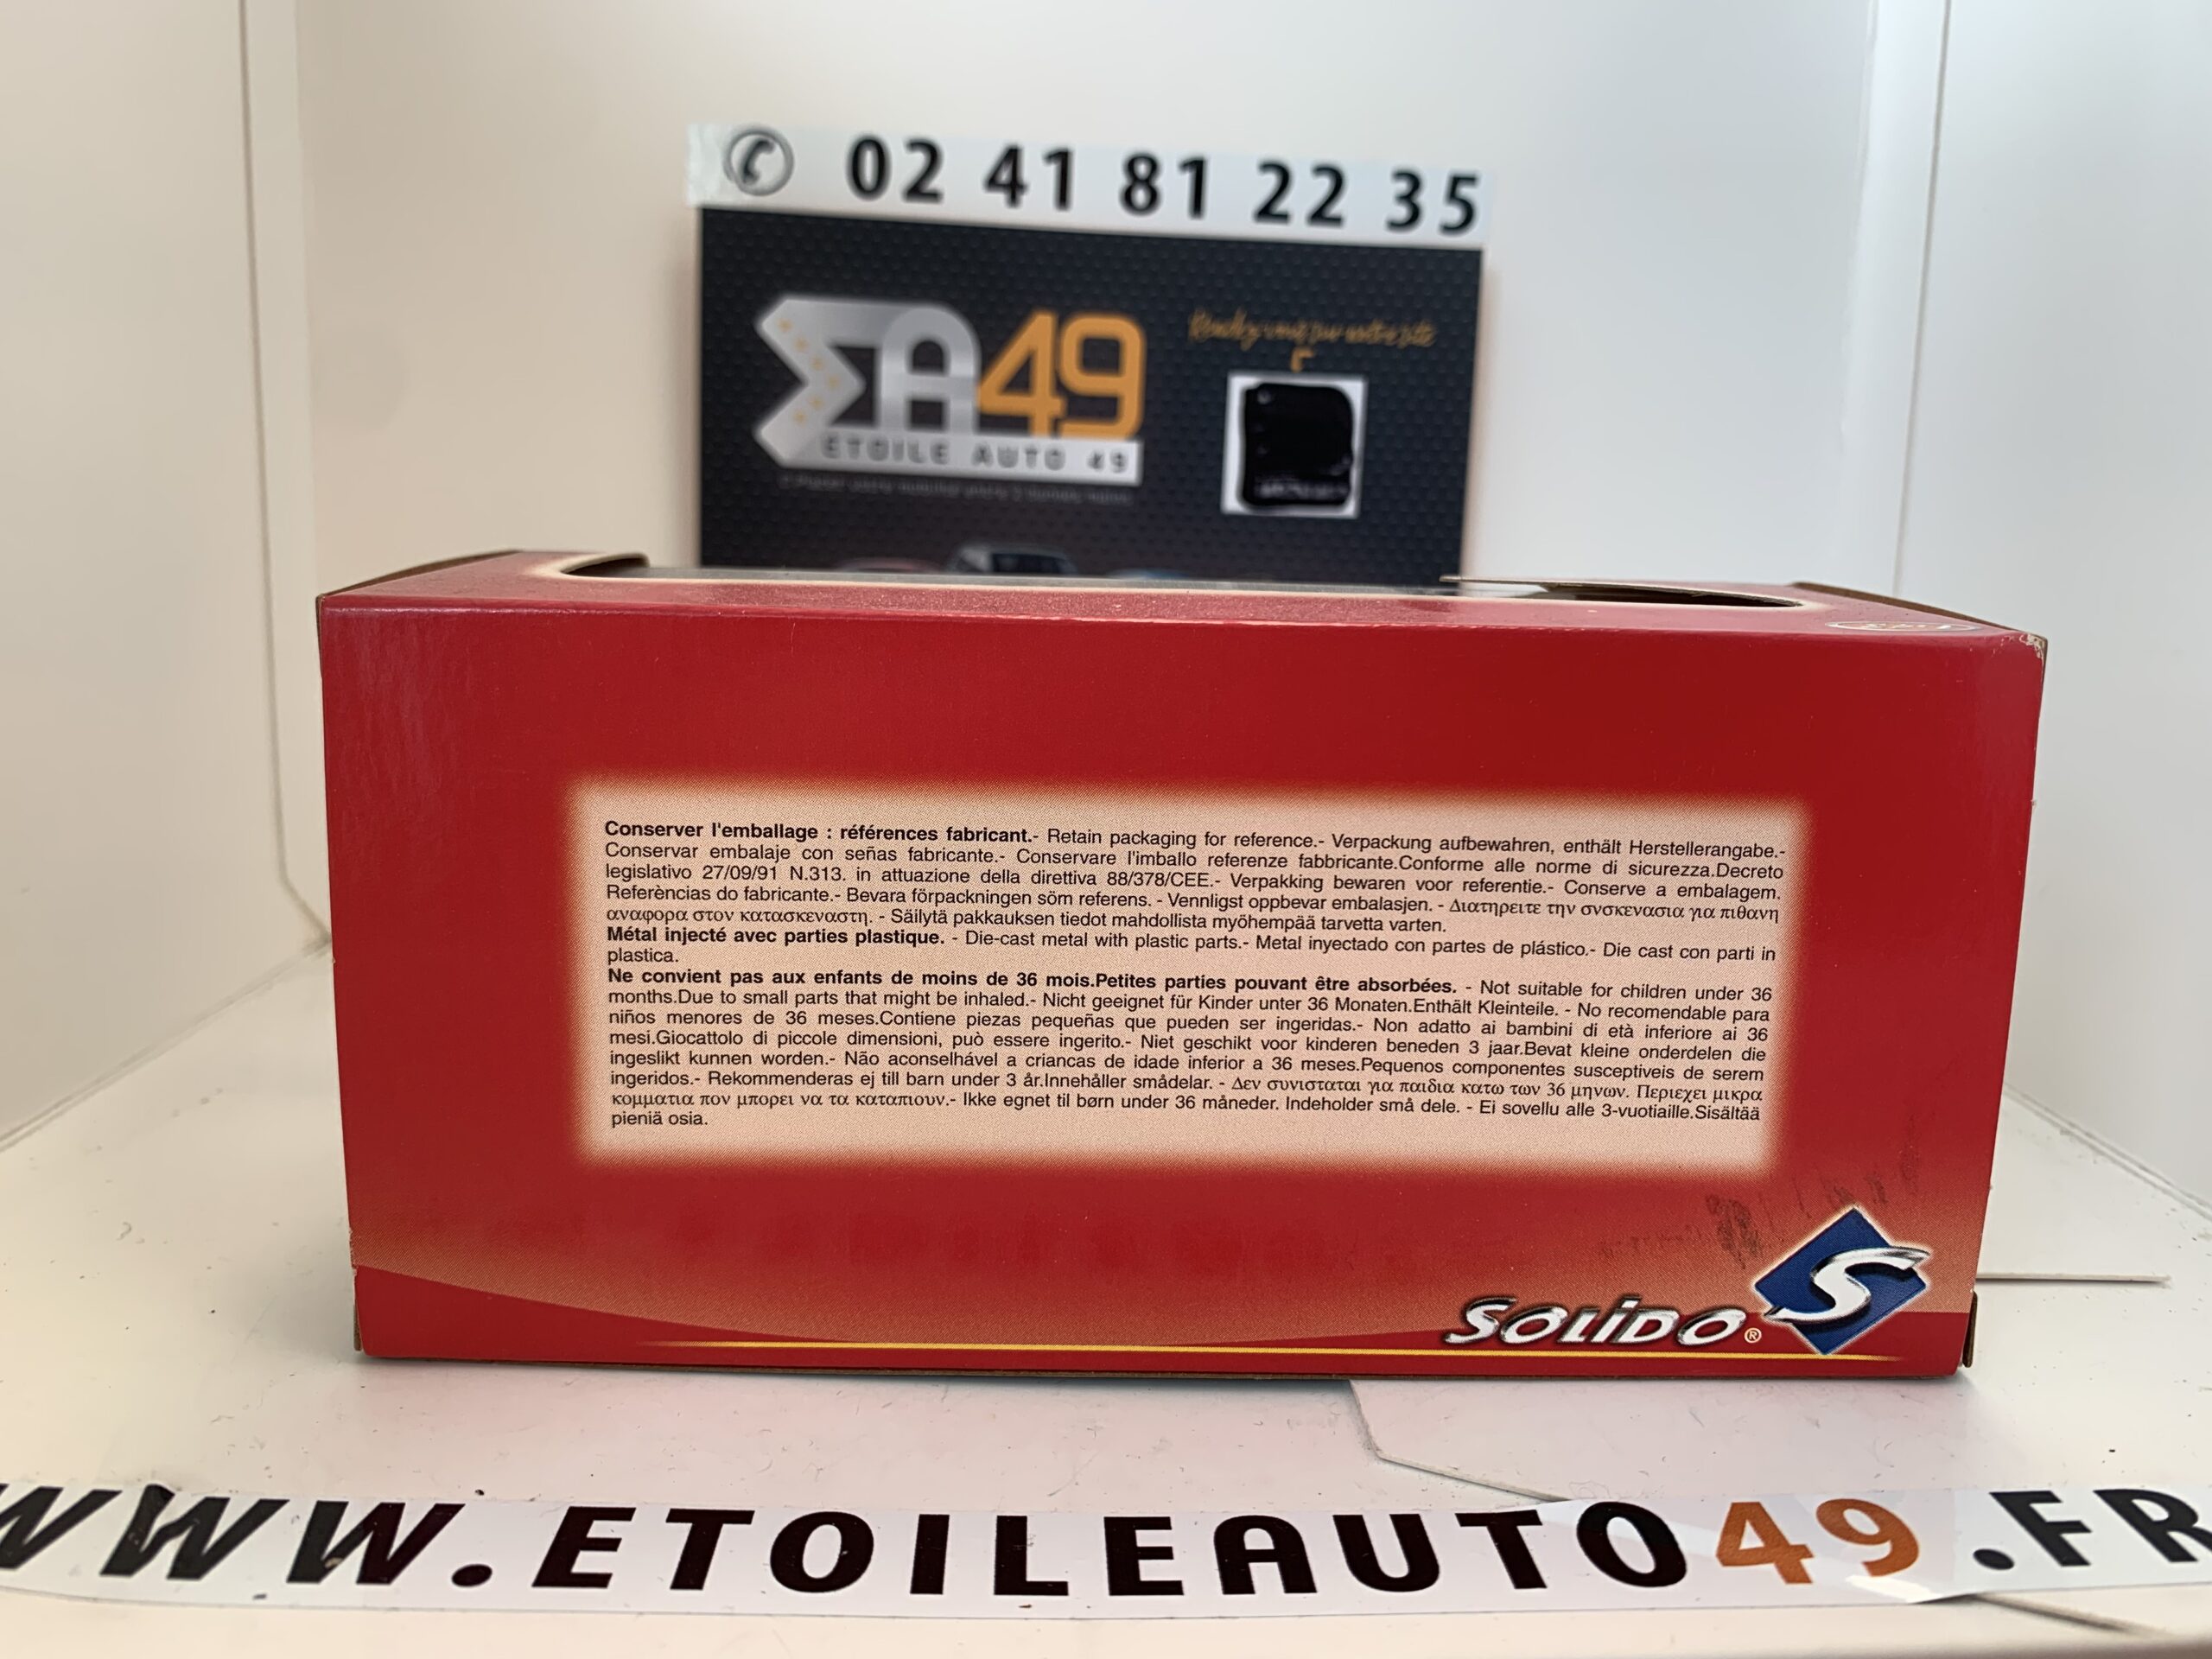 02 41 81 22 35
Rendez-vous sur notre site
EA49
ETOILE AUTO 49
Conserver l'emballage : références fabricant.- Retain packaging for reference.- Verpackung aufbewahren, enthält Herstellerangabe.-
Conservar embalaje con señas fabricante.- Conservare l'imballo referenze fabbricante.Conforme alle norme di sicurezza.Decreto
legislativo 27/09/91 N.313. in attuazione della direttiva 88/378/CEE.- Verpakking bewaren voor referentie.- Conserve a embalagem.
Referèncias do fabricante.- Bevara förpackningen söm referens. - Vennligst oppbevar embalasjen. - Διατηρειτε την σνσκενασια για πιθανη
αναφορα στον κατασκεναστη. - Säilytä pakkauksen tiedot mahdollista myöhempää tarvetta varten.
Métal injecté avec parties plastique. - Die-cast metal with plastic parts.- Metal inyectado con partes de plástico.- Die cast con parti in
plastica.
Ne convient pas aux enfants de moins de 36 mois.Petites parties pouvant être absorbées. - Not suitable for children under 36
months.Due to small parts that might be inhaled.- Nicht geeignet für Kinder unter 36 Monaten.Enthält Kleinteile. - No recomendable para
niños menores de 36 meses.Contiene piezas pequeñas que pueden ser ingeridas.- Non adatto ai bambini di età inferiore ai 36
mesi.Giocattolo di piccole dimensioni, può essere ingerito.- Niet geschikt voor kinderen beneden 3 jaar.Bevat kleine onderdelen die
ingeslikt kunnen worden.- Não aconselhável a criancas de idade inferior a 36 meses.Pequenos componentes susceptiveis de serem
ingeridos.- Rekommenderas ej till barn under 3 år.Innehåller smådelar. - Δεν συνισταται για παιδια κατω των 36 μηνων. Περιεχει μικρα
κομματια πον μπορει να τα καταπιουν.- Ikke egnet til børn under 36 måneder. Indeholder små dele. - Ei sovellu alle 3-vuotiaille.Sisältää
pieniä osia.
SOLIDO®
WWW.ETOILEAUTO49.FR